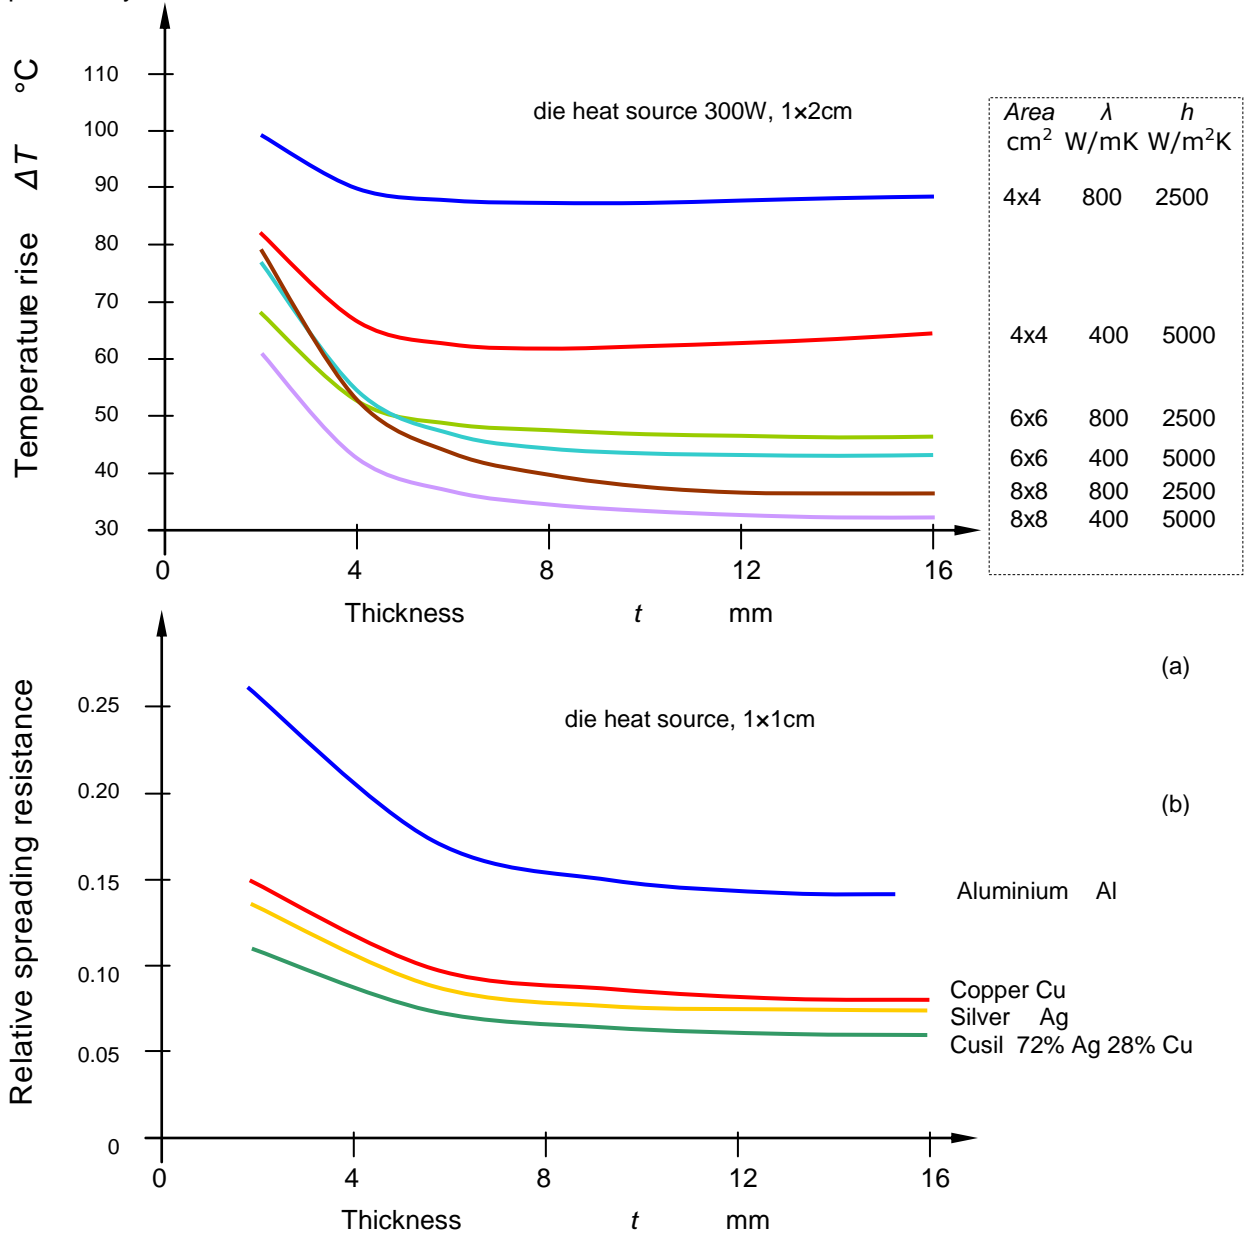 °C
ΔT
Temperature rise
110
100
90
80
70
60
50
40
30
die heat source 300W, 1×2cm
Area λ h
cm² W/mK W/m²K
4x4 800 2500
4x4 400 5000
6x6 800 2500
6x6 400 5000
8x8 800 2500
8x8 400 5000
0 4 8 12 16
Thickness t mm
(a)
Relative spreading resistance
0.25
0.20
0.15
0.10
0.05
0
die heat source, 1×1cm
(b)
Aluminium Al
Copper Cu
Silver Ag
Cusil 72% Ag 28% Cu
0 4 8 12 16
Thickness t mm